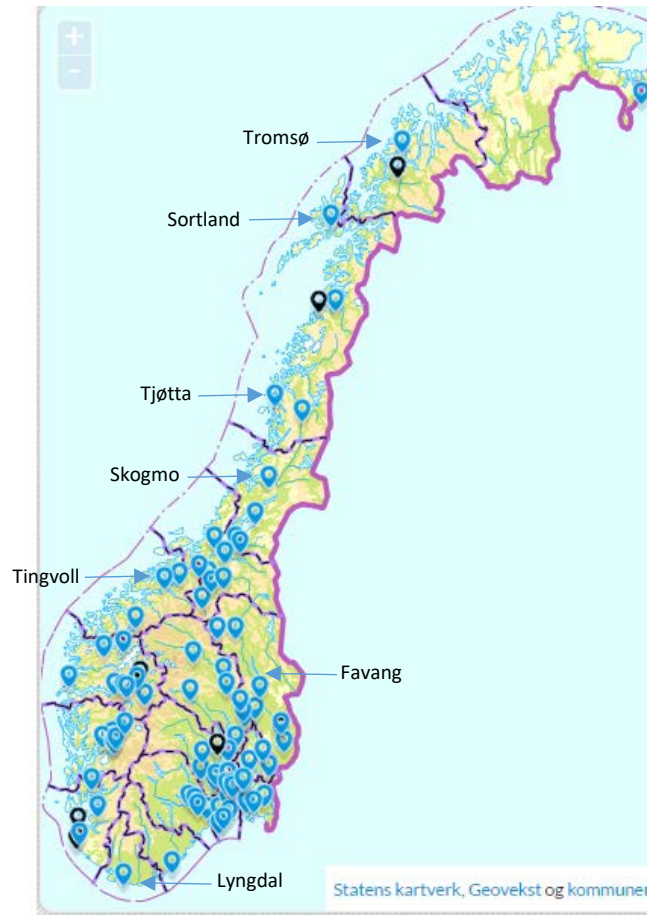 +
−
Tromsø
Sortland
Tjøtta
Skogmo
Tingvoll
Favang
Lyngdal
Statens kartverk, Geovekst og kommuner